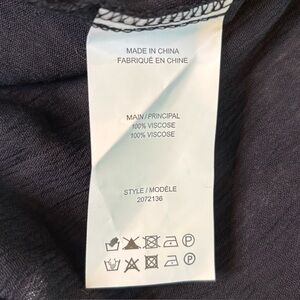 MADE IN CHINA
FABRIQUÉ EN CHINE
MAIN / PRINCIPAL
100% VISCOSE
100% VISCOSE
STYLE / MODÈLE
2072136